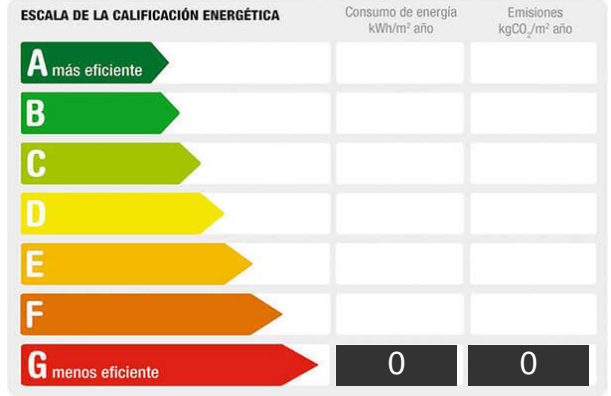 ESCALA DE LA CALIFICACIÓN ENERGÉTICA
Consumo de energía
kWh/m² año
Emisiones
kgCO₂/m² año
A más eficiente
B
C
D
E
F
G menos eficiente
0
0